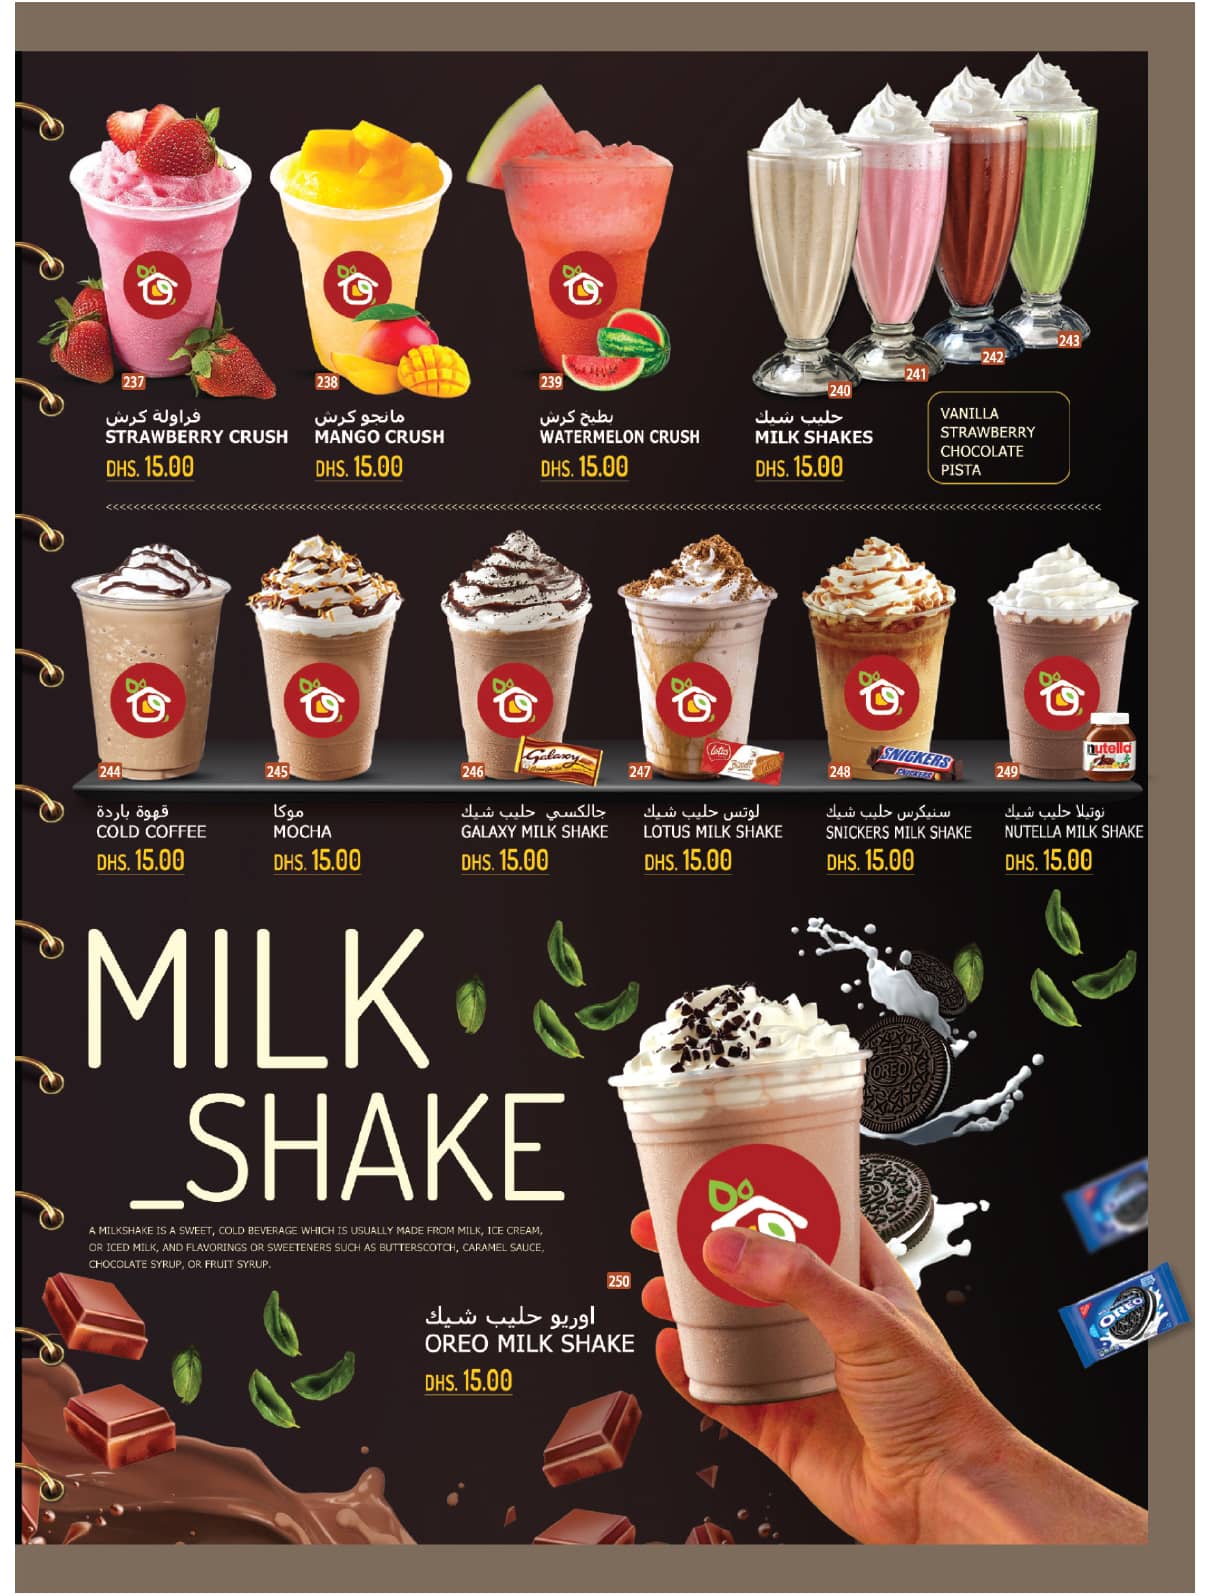 237
فراولة كرش
STRAWBERRY CRUSH
DHS. 15.00
238
مانجو كرش
MANGO CRUSH
DHS. 15.00
239
بطيخ كرش
WATERMELON CRUSH
DHS. 15.00
240
241
242
243
حليب شيك
MILK SHAKES
DHS. 15.00
VANILLA
STRAWBERRY
CHOCOLATE
PISTA
244
قهوة باردة
COLD COFFEE
DHS. 15.00
245
موكا
MOCHA
DHS. 15.00
Galaxy
246
جالكسي حليب شيك
GALAXY MILK SHAKE
DHS. 15.00
Lotus
Biscoff
247
لوتس حليب شيك
LOTUS MILK SHAKE
DHS. 15.00
SNICKERS
SNICKERS
248
سنيكرس حليب شيك
SNICKERS MILK SHAKE
DHS. 15.00
nutella
249
نوتيلا حليب شيك
NUTELLA MILK SHAKE
DHS. 15.00
MILK
_SHAKE
A MILKSHAKE IS A SWEET, COLD BEVERAGE WHICH IS USUALLY MADE FROM MILK, ICE CREAM,
OR ICED MILK, AND FLAVORINGS OR SWEETENERS SUCH AS BUTTERSCOTCH, CARAMEL SAUCE,
CHOCOLATE SYRUP, OR FRUIT SYRUP.
250
اوريو حليب شيك
OREO MILK SHAKE
DHS. 15.00
OREO
OREO